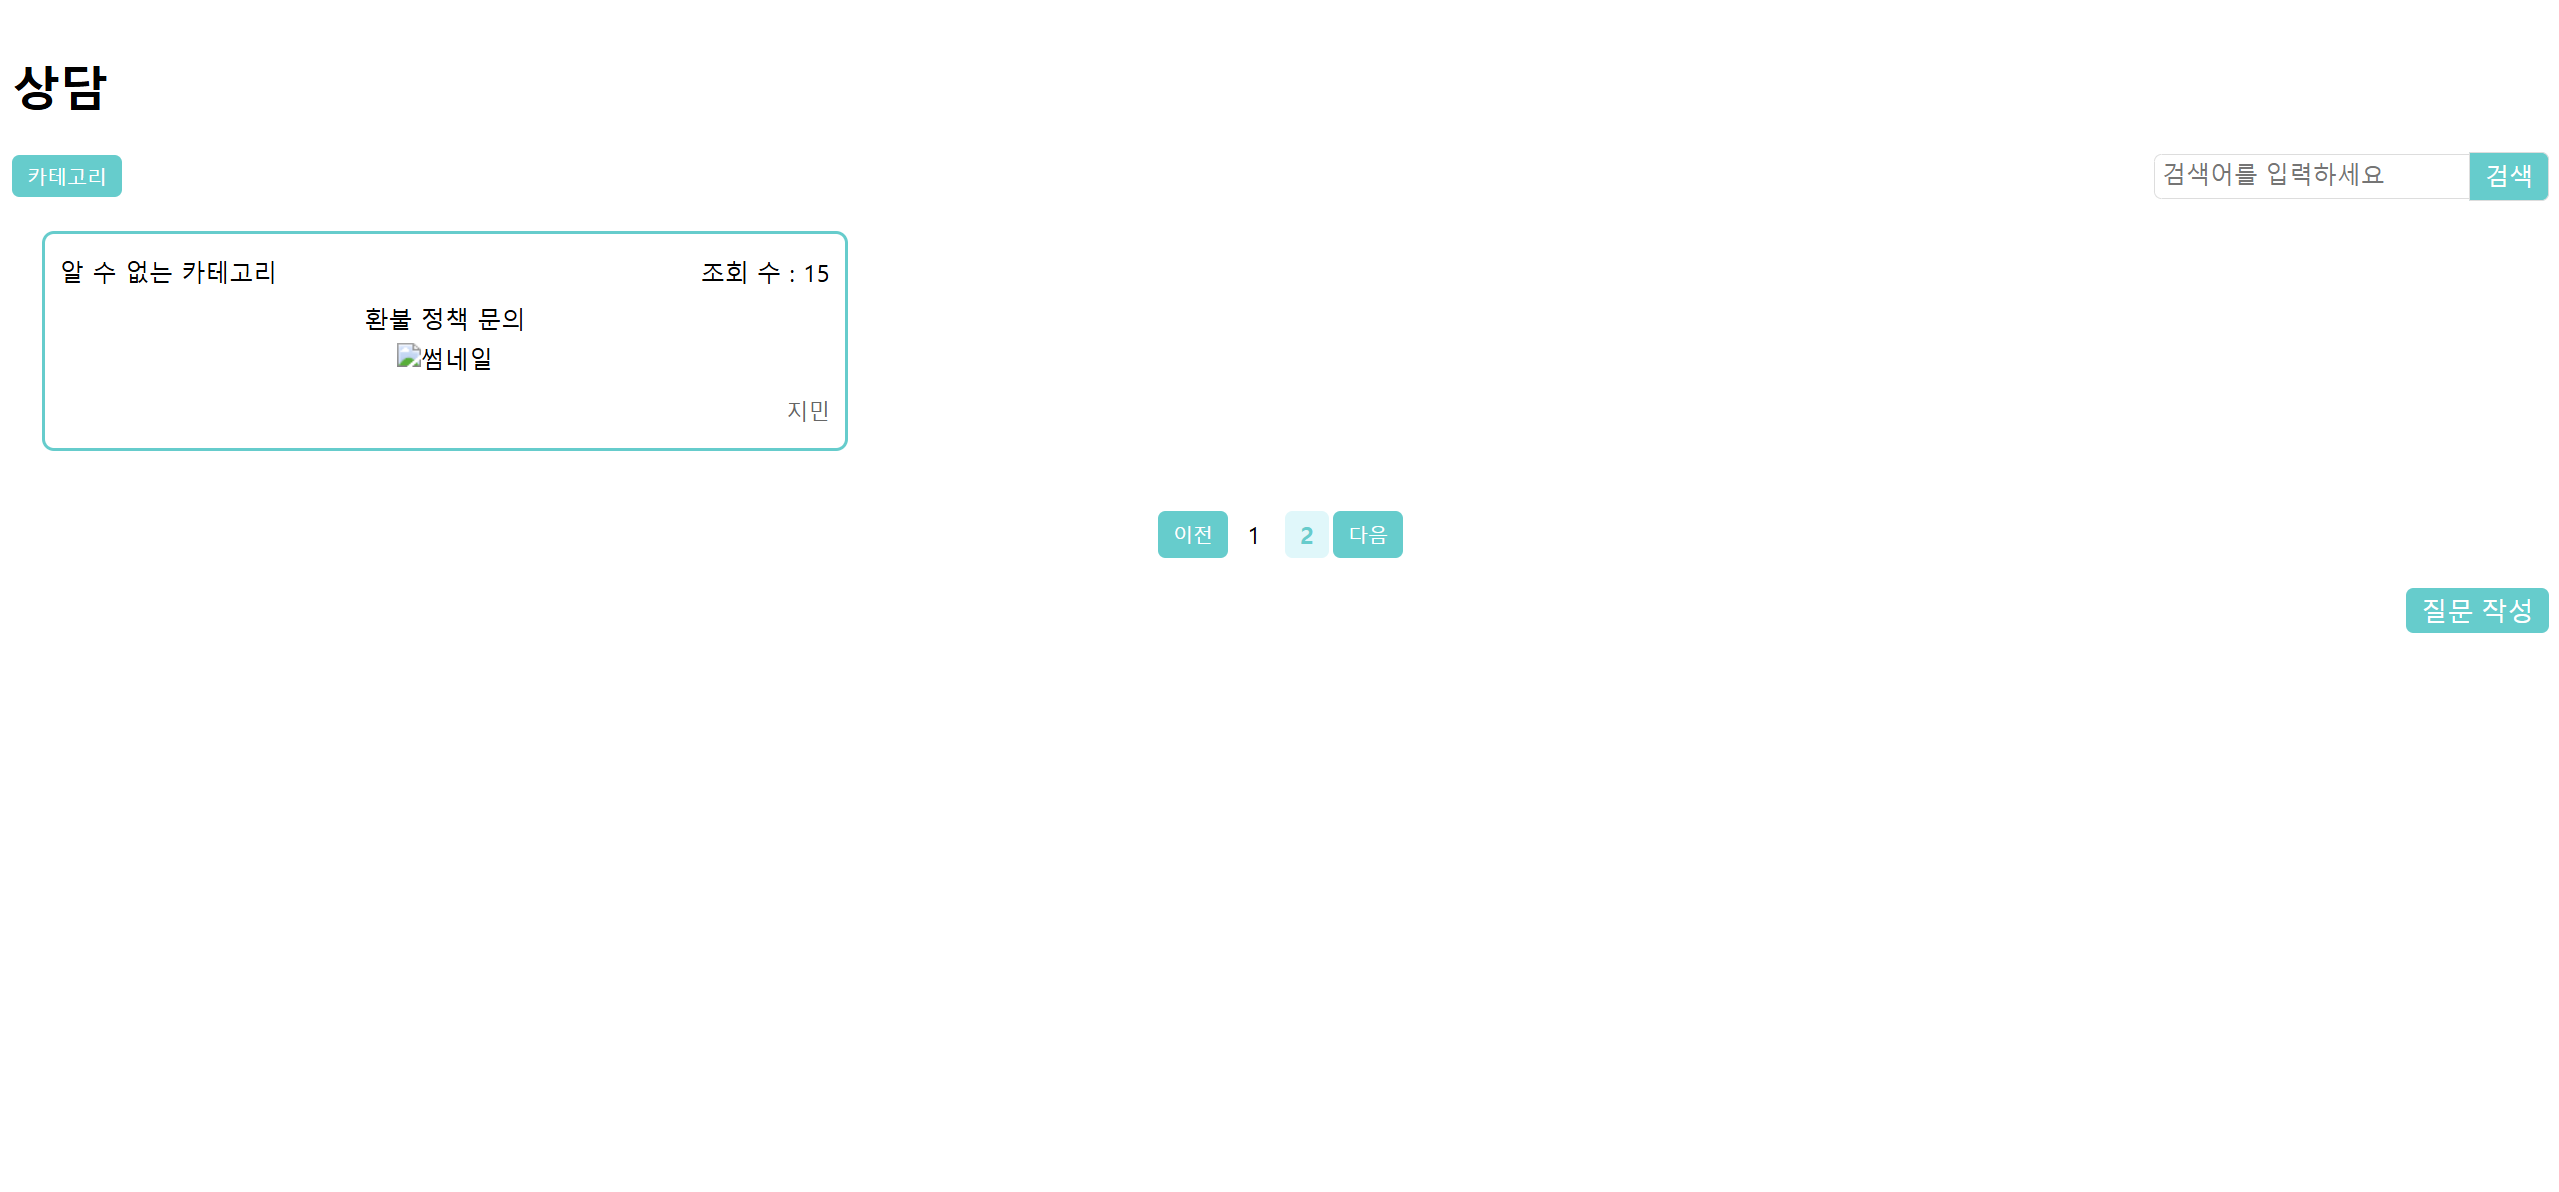 상담
카테고리
검색어를 입력하세요 검색
알 수 없는 카테고리 조회 수 : 15
환불 정책 문의
썸네일
지민
이전 1 2 다음
질문 작성